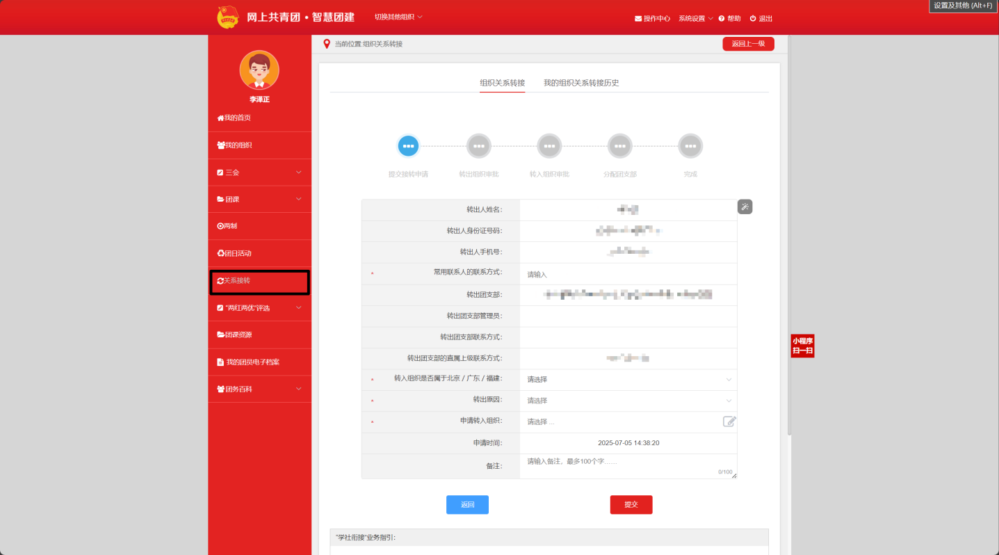 设置及其他 (Alt+F)
网上共青团·智慧团建
切换其他组织
操作中心 系统设置 帮助 退出
当前位置:组织关系转接
返回上一级
李泽正
我的首页
我的组织
三会
团课
两制
团日活动
关系接转
"两红两优"评选
团课资源
我的团员电子档案
团务百科
组织关系转接 我的组织关系转接历史
提交接转申请 转出组织审批 转入组织审批 分配团支部 完成
转出人姓名：
转出人身份证号码：
转出人手机号：
* 常用联系人的联系方式： 请输入
转出团支部：
转出团支部管理员：
转出团支部联系方式：
转出团支部的直属上级联系方式：
* 转入组织是否属于北京 / 广东 / 福建： 请选择
* 转出原因： 请选择
* 申请转入组织： 请选择 ...
申请时间： 2025-07-05 14:38:20
备注： 请输入备注，最多100个字……
0/100
返回 提交
小程序
扫一扫
"学社衔接"业务指引：